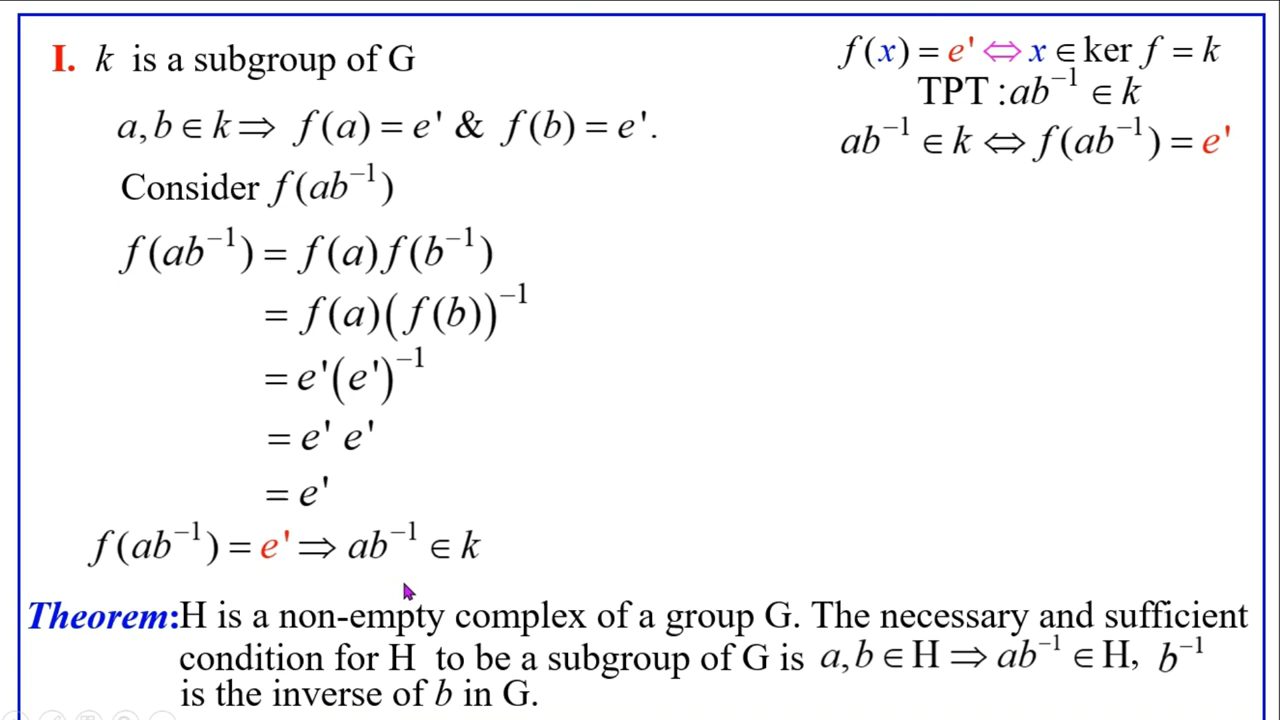 I. k is a subgroup of G
f(x) = e' ⇔ x ∈ ker f = k
TPT : ab⁻¹ ∈ k
a, b ∈ k ⇒ f(a) = e' & f(b) = e'.
ab⁻¹ ∈ k ⇔ f(ab⁻¹) = e'
Consider f(ab⁻¹)
f(ab⁻¹) = f(a)f(b⁻¹)
= f(a)(f(b))⁻¹
= e'(e')⁻¹
= e' e'
= e'
f(ab⁻¹) = e' ⇒ ab⁻¹ ∈ k
Theorem: H is a non-empty complex of a group G. The necessary and sufficient
condition for H to be a subgroup of G is a, b ∈ H ⇒ ab⁻¹ ∈ H, b⁻¹
is the inverse of b in G.